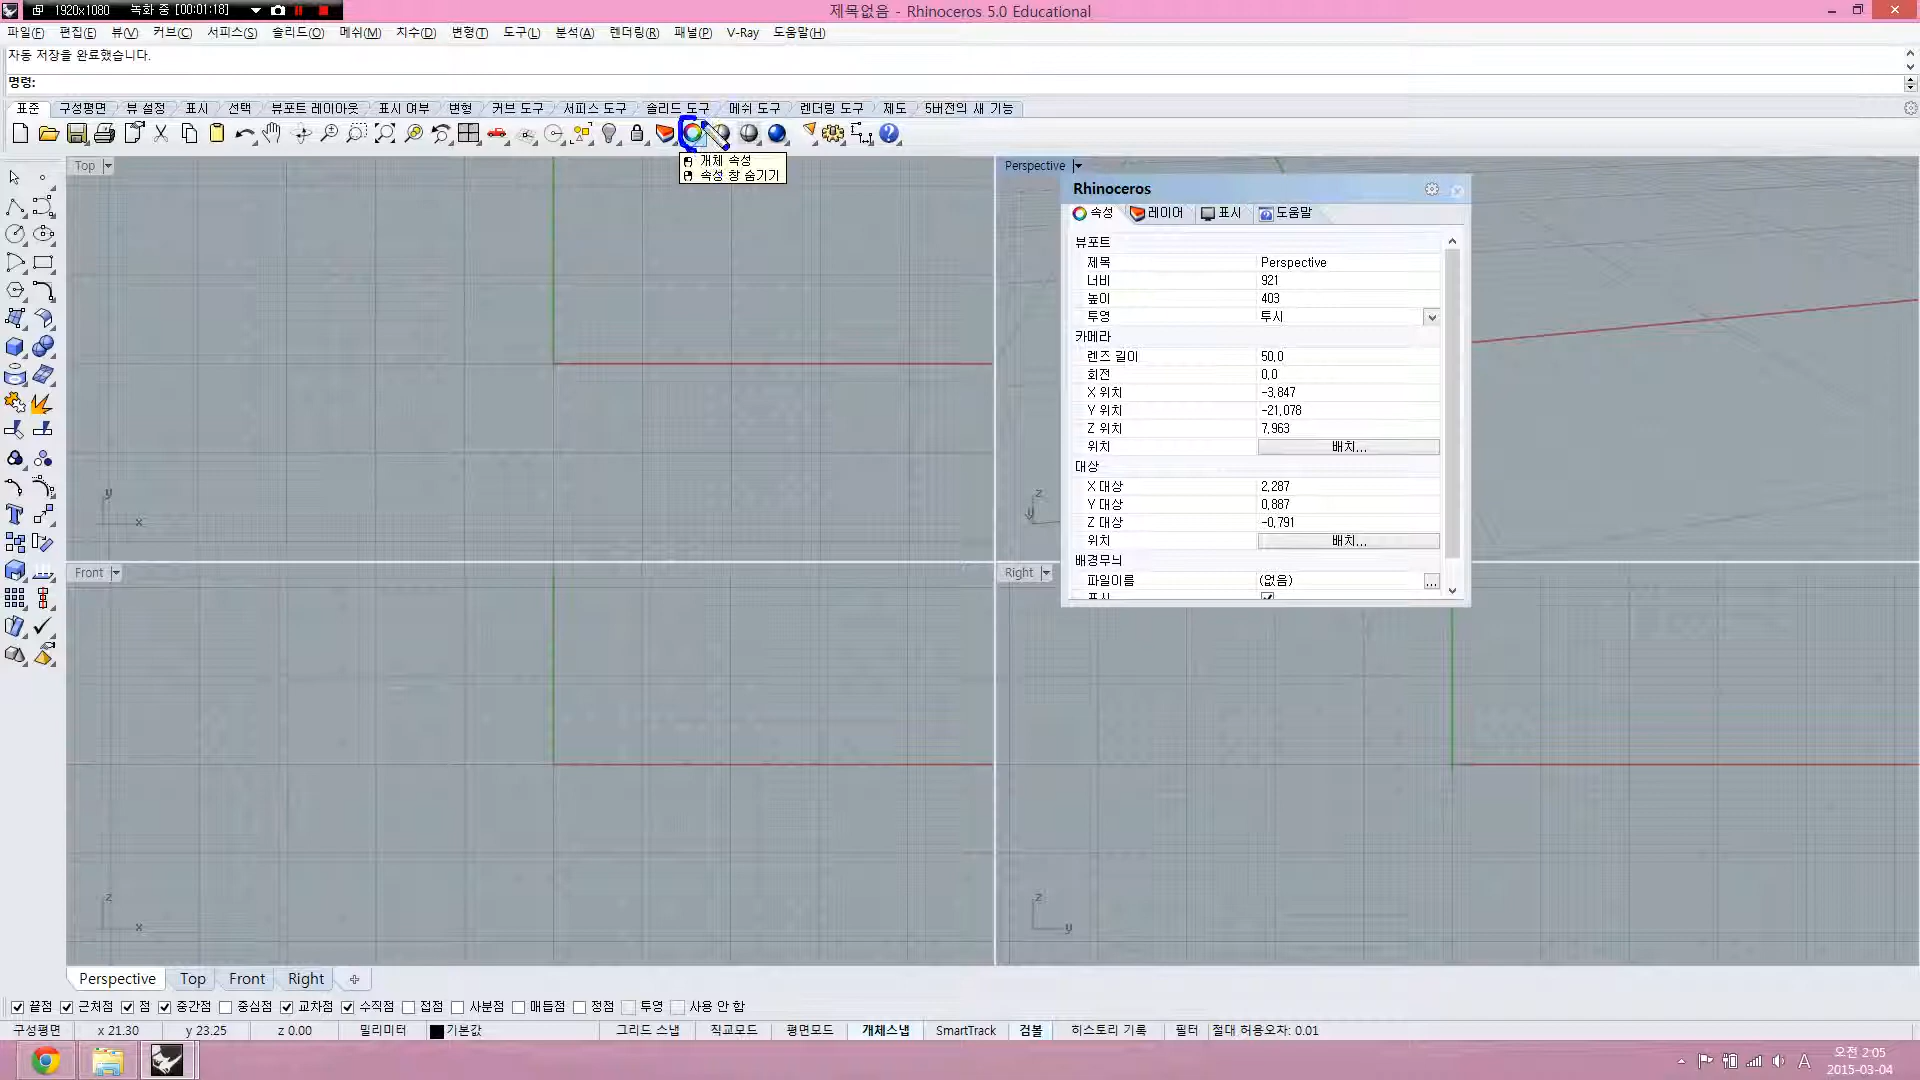 1920x1080 녹화 중 [00:01:18]
제목없음 - Rhinoceros 5.0 Educational
파일(F) 편집(E) 뷰(V) 커브(C) 서피스(S) 솔리드(O) 메쉬(M) 치수(D) 변형(T) 도구(L) 분석(A) 렌더링(R) 패널(P) V-Ray 도움말(H)
자동 저장을 완료했습니다.
명령:
표준 구성평면 뷰 설정 표시 선택 뷰포트 레이아웃 표시 여부 변형 커브 도구 서피스 도구 솔리드 도구 메쉬 도구 렌더링 도구 제도 5버전의 새 기능
개체 속성
속성 창 숨기기
Top
Perspective
Rhinoceros
속성 레이어 표시 도움말
뷰포트
제목 Perspective
너비 921
높이 403
투영 투시
카메라
렌즈 길이 50.0
회전 0.0
X 위치 -3.847
Y 위치 -21.078
Z 위치 7.963
위치 배치...
대상
X 대상 2.287
Y 대상 0.887
Z 대상 -0.791
위치 배치...
배경무늬
파일이름 (없음) ...
표시
y
x
z
y
Front
Right
z
x
z
y
Perspective Top Front Right
끝점 근처점 점 중간점 중심점 교차점 수직점 접점 사분점 매듭점 정점 투영 사용 안 함
구성평면 x 21.30 y 23.25 z 0.00 밀리미터 기본값 그리드 스냅 직교모드 평면모드 개체스냅 SmartTrack 검볼 히스토리 기록 필터 절대 허용오차: 0.01
A
오전 2:05
2015-03-04